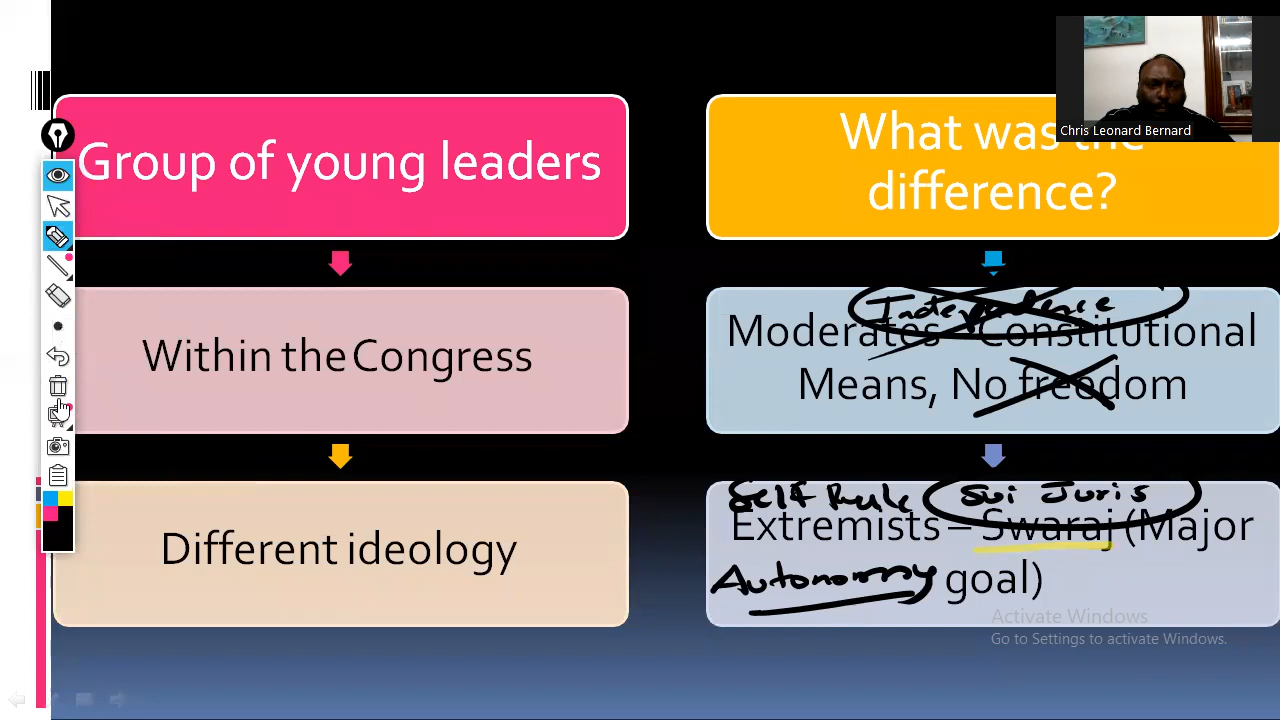 Group of young leaders
Within the Congress
Different ideology
What was the
difference?
Chris Leonard Bernard
Independence
Moderates - Constitutional
Means, No freedom
Self Rule Sui Juris
Extremists – Swaraj (Major
Autonomy goal)
Activate Windows
Go to Settings to activate Windows.